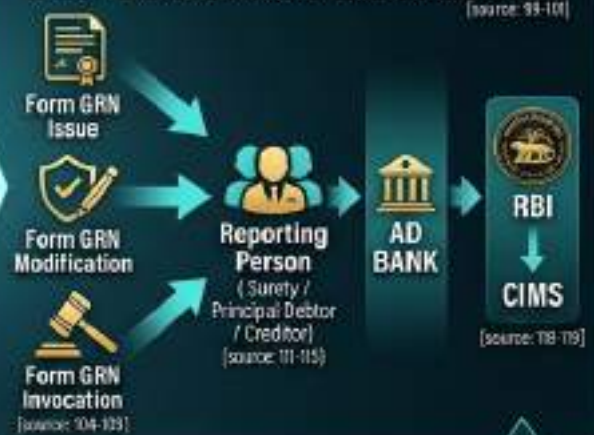 [source: 99-101]
Form GRN
Issue
Form GRN
Modification
Form GRN
Invocation
[source: 104-109]
Reporting
Person
( Surety /
Principal Debtor
/ Creditor)
[source: 111-115]
AD
BANK
RBI
CIMS
[source: 118-119]